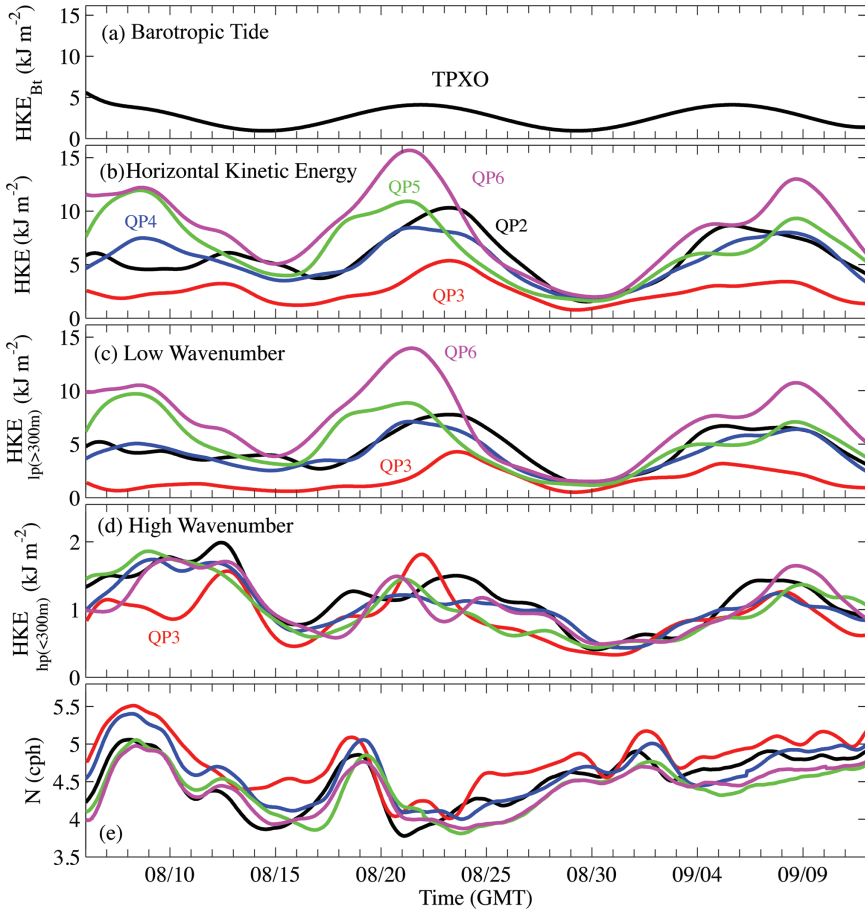 (a) Barotropic Tide
HKE_Bt (kJ m⁻²)
15
10
5
0
TPXO
(b) Horizontal Kinetic Energy
HKE (kJ m⁻²)
15
10
5
0
QP6
QP5
QP4
QP2
QP3
(c) Low Wavenumber
HKE lp(>300m) (kJ m⁻²)
15
10
5
0
QP6
QP3
(d) High Wavenumber
HKE hp(<300m) (kJ m⁻²)
2
1
0
QP3
N (cph)
5.5
5
4.5
4
3.5
(e)
08/10 08/15 08/20 08/25 08/30 09/04 09/09
Time (GMT)